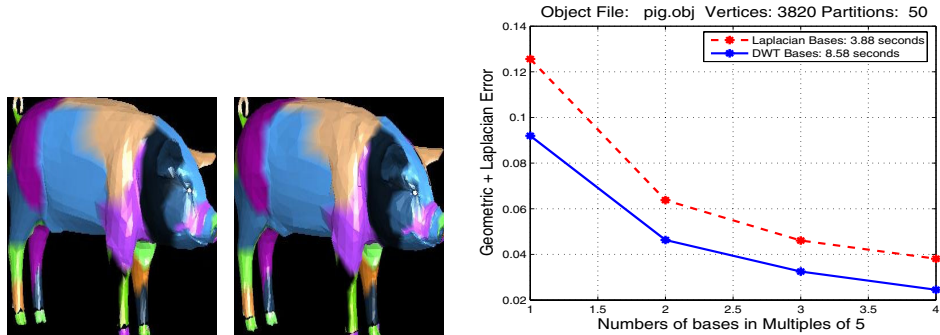 Object File: pig.obj Vertices: 3820 Partitions: 50
0.14
0.12
0.1
0.08
0.06
0.04
0.02
Geometric + Laplacian Error
Laplacian Bases: 3.88 seconds
DWT Bases: 8.58 seconds
1 1.5 2 2.5 3 3.5 4
Numbers of bases in Multiples of 5